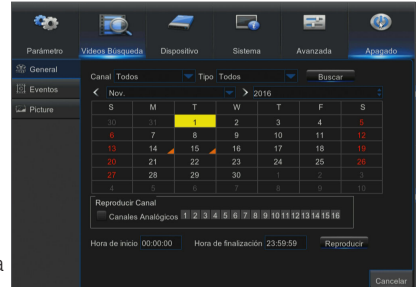 Parámetro Videos Búsqueda Dispositivo Sistema Avanzada Apagado
General
Eventos
Picture
Canal Todos Tipo Todos Buscar
< Nov. > 2016
S M T W T F S
30 31 1 2 3 4 5
6 7 8 9 10 11 12
13 14 15 16 17 18 19
20 21 22 23 24 25 26
27 28 29 30 1 2 3
4 5 6 7 8 9 10
Reproducir Canal
Canales Analógicos 1 2 3 4 5 6 7 8 9 10 11 12 13 14 15 16
Hora de inicio 00:00:00 Hora de finalización 23:59:59 Reproducir
a
Cancelar